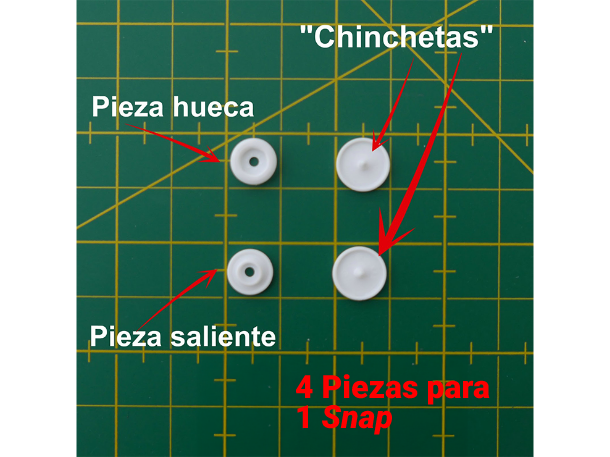 "Chinchetas"
Pieza hueca
Pieza saliente
4 Piezas para
1 Snap